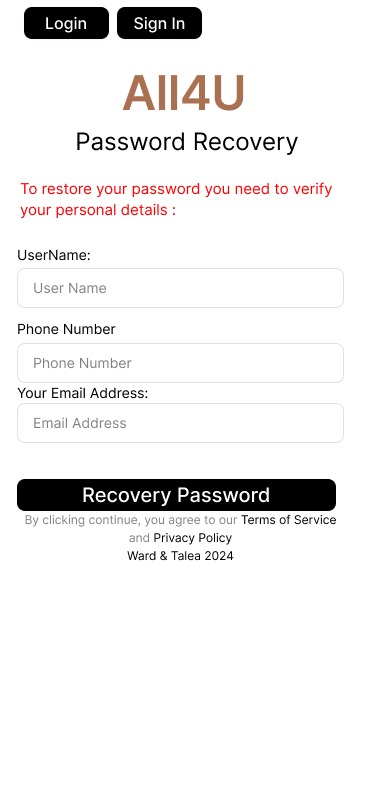 Login Sign In
All4U
Password Recovery
To restore your password you need to verify
your personal details :
UserName:
User Name
Phone Number
Phone Number
Your Email Address:
Email Address
Recovery Password
By clicking continue, you agree to our Terms of Service
and Privacy Policy
Ward & Talea 2024